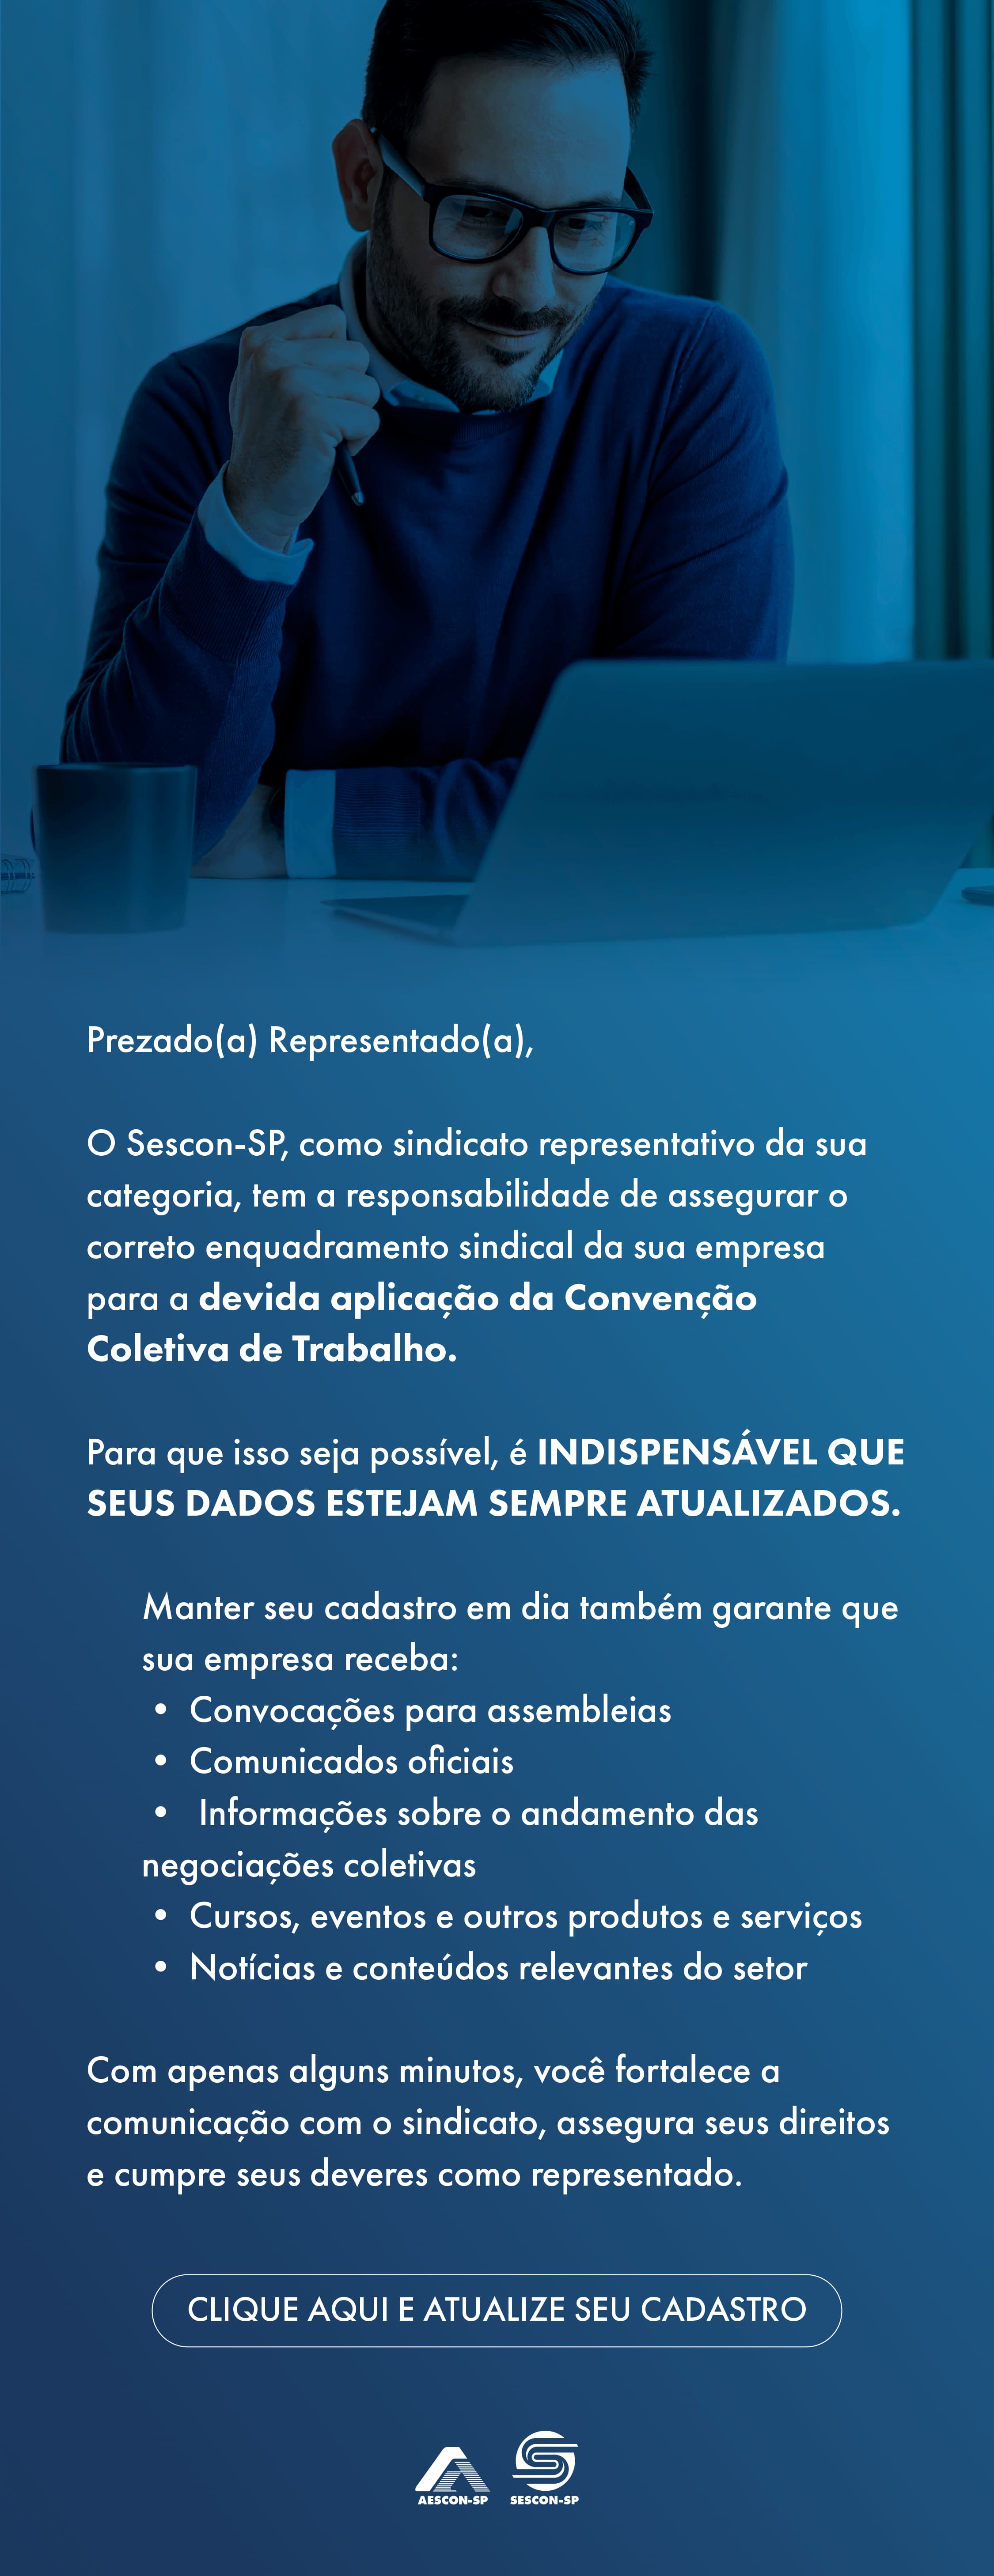 Prezado(a) Representado(a),
O Sescon-SP, como sindicato representativo da sua
categoria, tem a responsabilidade de assegurar o
correto enquadramento sindical da sua empresa
para a devida aplicação da Convenção
Coletiva de Trabalho.
Para que isso seja possível, é INDISPENSÁVEL QUE
SEUS DADOS ESTEJAM SEMPRE ATUALIZADOS.
Manter seu cadastro em dia também garante que
sua empresa receba:
• Convocações para assembleias
• Comunicados oficiais
• Informações sobre o andamento das
negociações coletivas
• Cursos, eventos e outros produtos e serviços
• Notícias e conteúdos relevantes do setor
Com apenas alguns minutos, você fortalece a
comunicação com o sindicato, assegura seus direitos
e cumpre seus deveres como representado.
CLIQUE AQUI E ATUALIZE SEU CADASTRO
AESCON-SP SESCON-SP